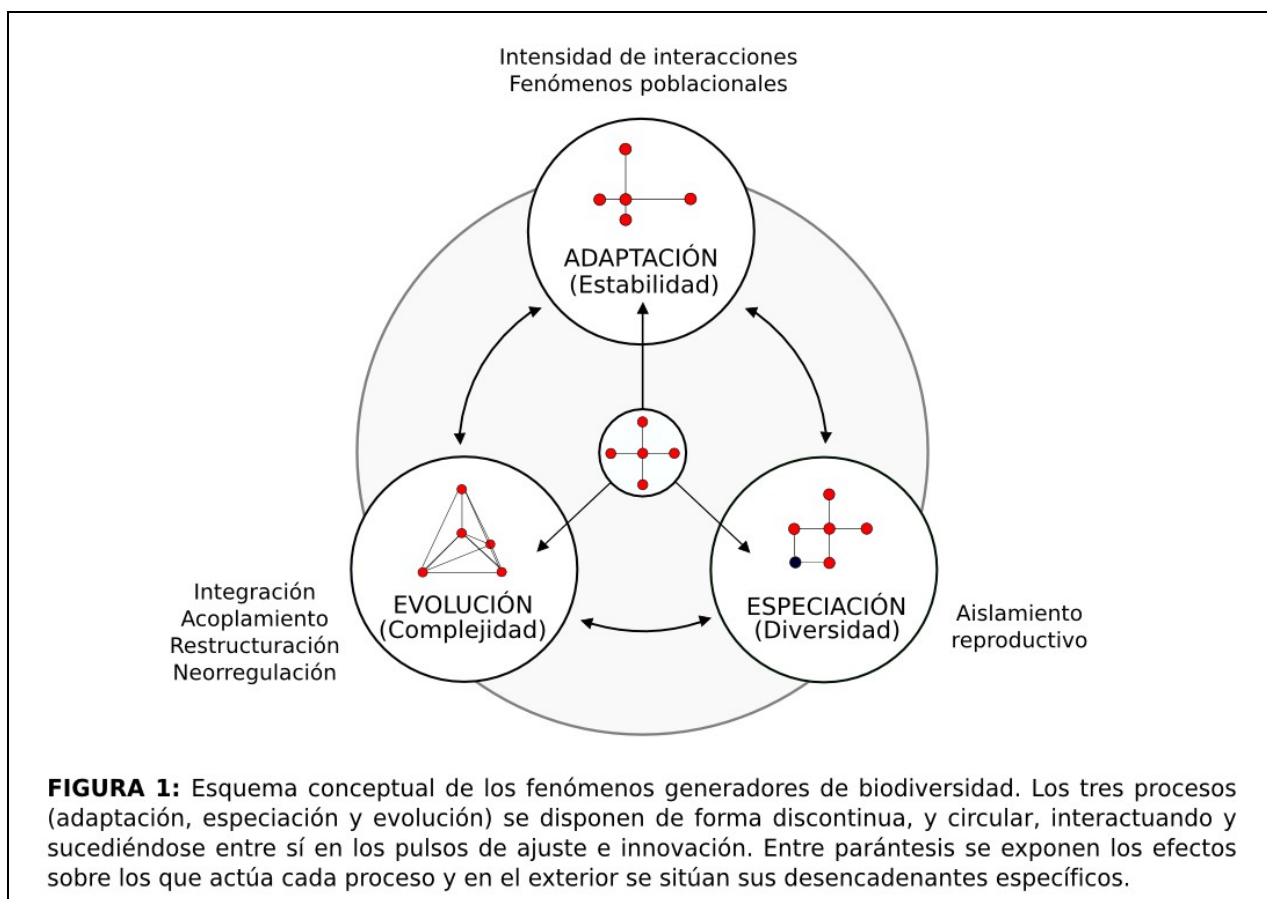 Intensidad de interacciones
Fenómenos poblacionales
ADAPTACIÓN
(Estabilidad)
EVOLUCIÓN
(Complejidad)
ESPECIACIÓN
(Diversidad)
Integración
Acoplamiento
Restructuración
Neorregulación
Aislamiento
reproductivo
FIGURA 1: Esquema conceptual de los fenómenos generadores de biodiversidad. Los tres procesos
(adaptación, especiación y evolución) se disponen de forma discontinua, y circular, interactuando y
sucediéndose entre sí en los pulsos de ajuste e innovación. Entre paréntesis se exponen los efectos
sobre los que actúa cada proceso y en el exterior se sitúan sus desencadenantes específicos.